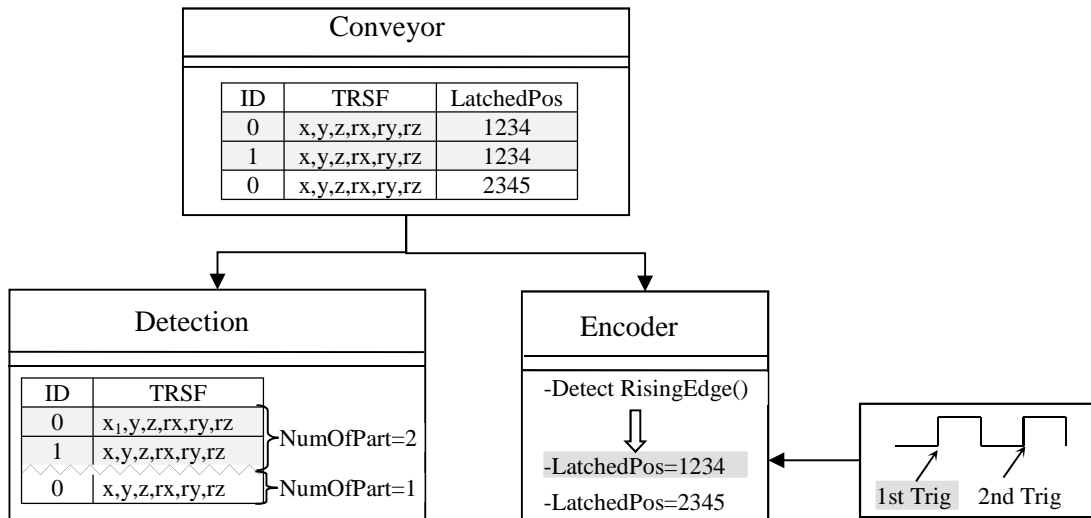 Conveyor
ID TRSF LatchedPos
0 x,y,z,rx,ry,rz 1234
1 x,y,z,rx,ry,rz 1234
0 x,y,z,rx,ry,rz 2345
Detection
ID TRSF
0 x₁,y,z,rx,ry,rz
1 x,y,z,rx,ry,rz
NumOfPart=2
0 x,y,z,rx,ry,rz
NumOfPart=1
Encoder
-Detect RisingEdge()
-LatchedPos=1234
-LatchedPos=2345
1st Trig 2nd Trig